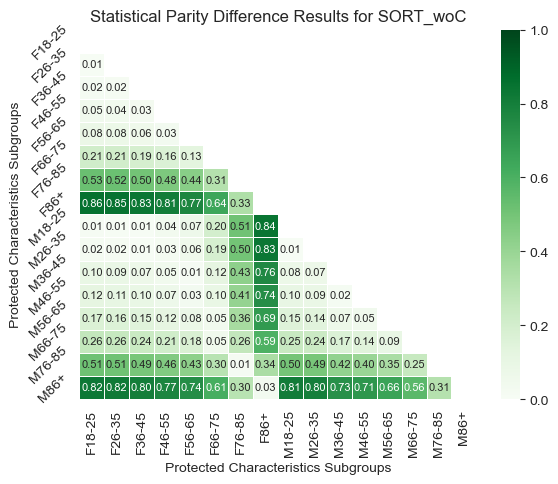 Statistical Parity Difference Results for SORT_woC
Protected Characteristics Subgroups
F18-25
F26-35 0.01
F36-45 0.02 0.02
F46-55 0.05 0.04 0.03
F56-65 0.08 0.08 0.06 0.03
F66-75 0.21 0.21 0.19 0.16 0.13
F76-85 0.53 0.52 0.50 0.48 0.44 0.31
F86+ 0.86 0.85 0.83 0.81 0.77 0.64 0.33
M18-25 0.01 0.01 0.01 0.04 0.07 0.20 0.51 0.84
M26-35 0.02 0.02 0.01 0.03 0.06 0.19 0.50 0.83 0.01
M36-45 0.10 0.09 0.07 0.05 0.01 0.12 0.43 0.76 0.08 0.07
M46-55 0.12 0.11 0.10 0.07 0.03 0.10 0.41 0.74 0.10 0.09 0.02
M56-65 0.17 0.16 0.15 0.12 0.08 0.05 0.36 0.69 0.15 0.14 0.07 0.05
M66-75 0.26 0.26 0.24 0.21 0.18 0.05 0.26 0.59 0.25 0.24 0.17 0.14 0.09
M76-85 0.51 0.51 0.49 0.46 0.43 0.30 0.01 0.34 0.50 0.49 0.42 0.40 0.35 0.25
M86+ 0.82 0.82 0.80 0.77 0.74 0.61 0.30 0.03 0.81 0.80 0.73 0.71 0.66 0.56 0.31
F18-25 F26-35 F36-45 F46-55 F56-65 F66-75 F76-85 F86+ M18-25 M26-35 M36-45 M46-55 M56-65 M66-75 M76-85 M86+
Protected Characteristics Subgroups
1.0
0.8
0.6
0.4
0.2
0.0